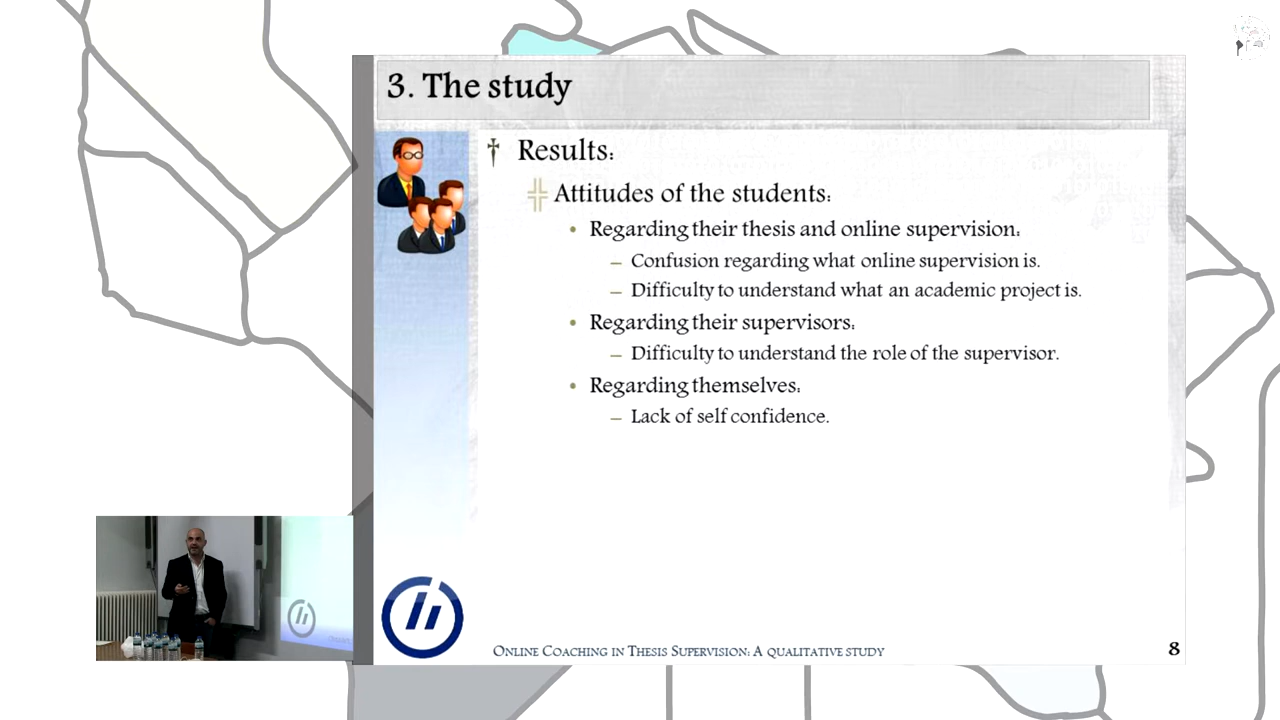 3. The study
† Results:
Attitudes of the students:
• Regarding their thesis and online supervision:
– Confusion regarding what online supervision is.
– Difficulty to understand what an academic project is.
• Regarding their supervisors:
– Difficulty to understand the role of the supervisor.
• Regarding themselves:
– Lack of self confidence.
Online Coaching in Thesis Supervision: A qualitative study
8